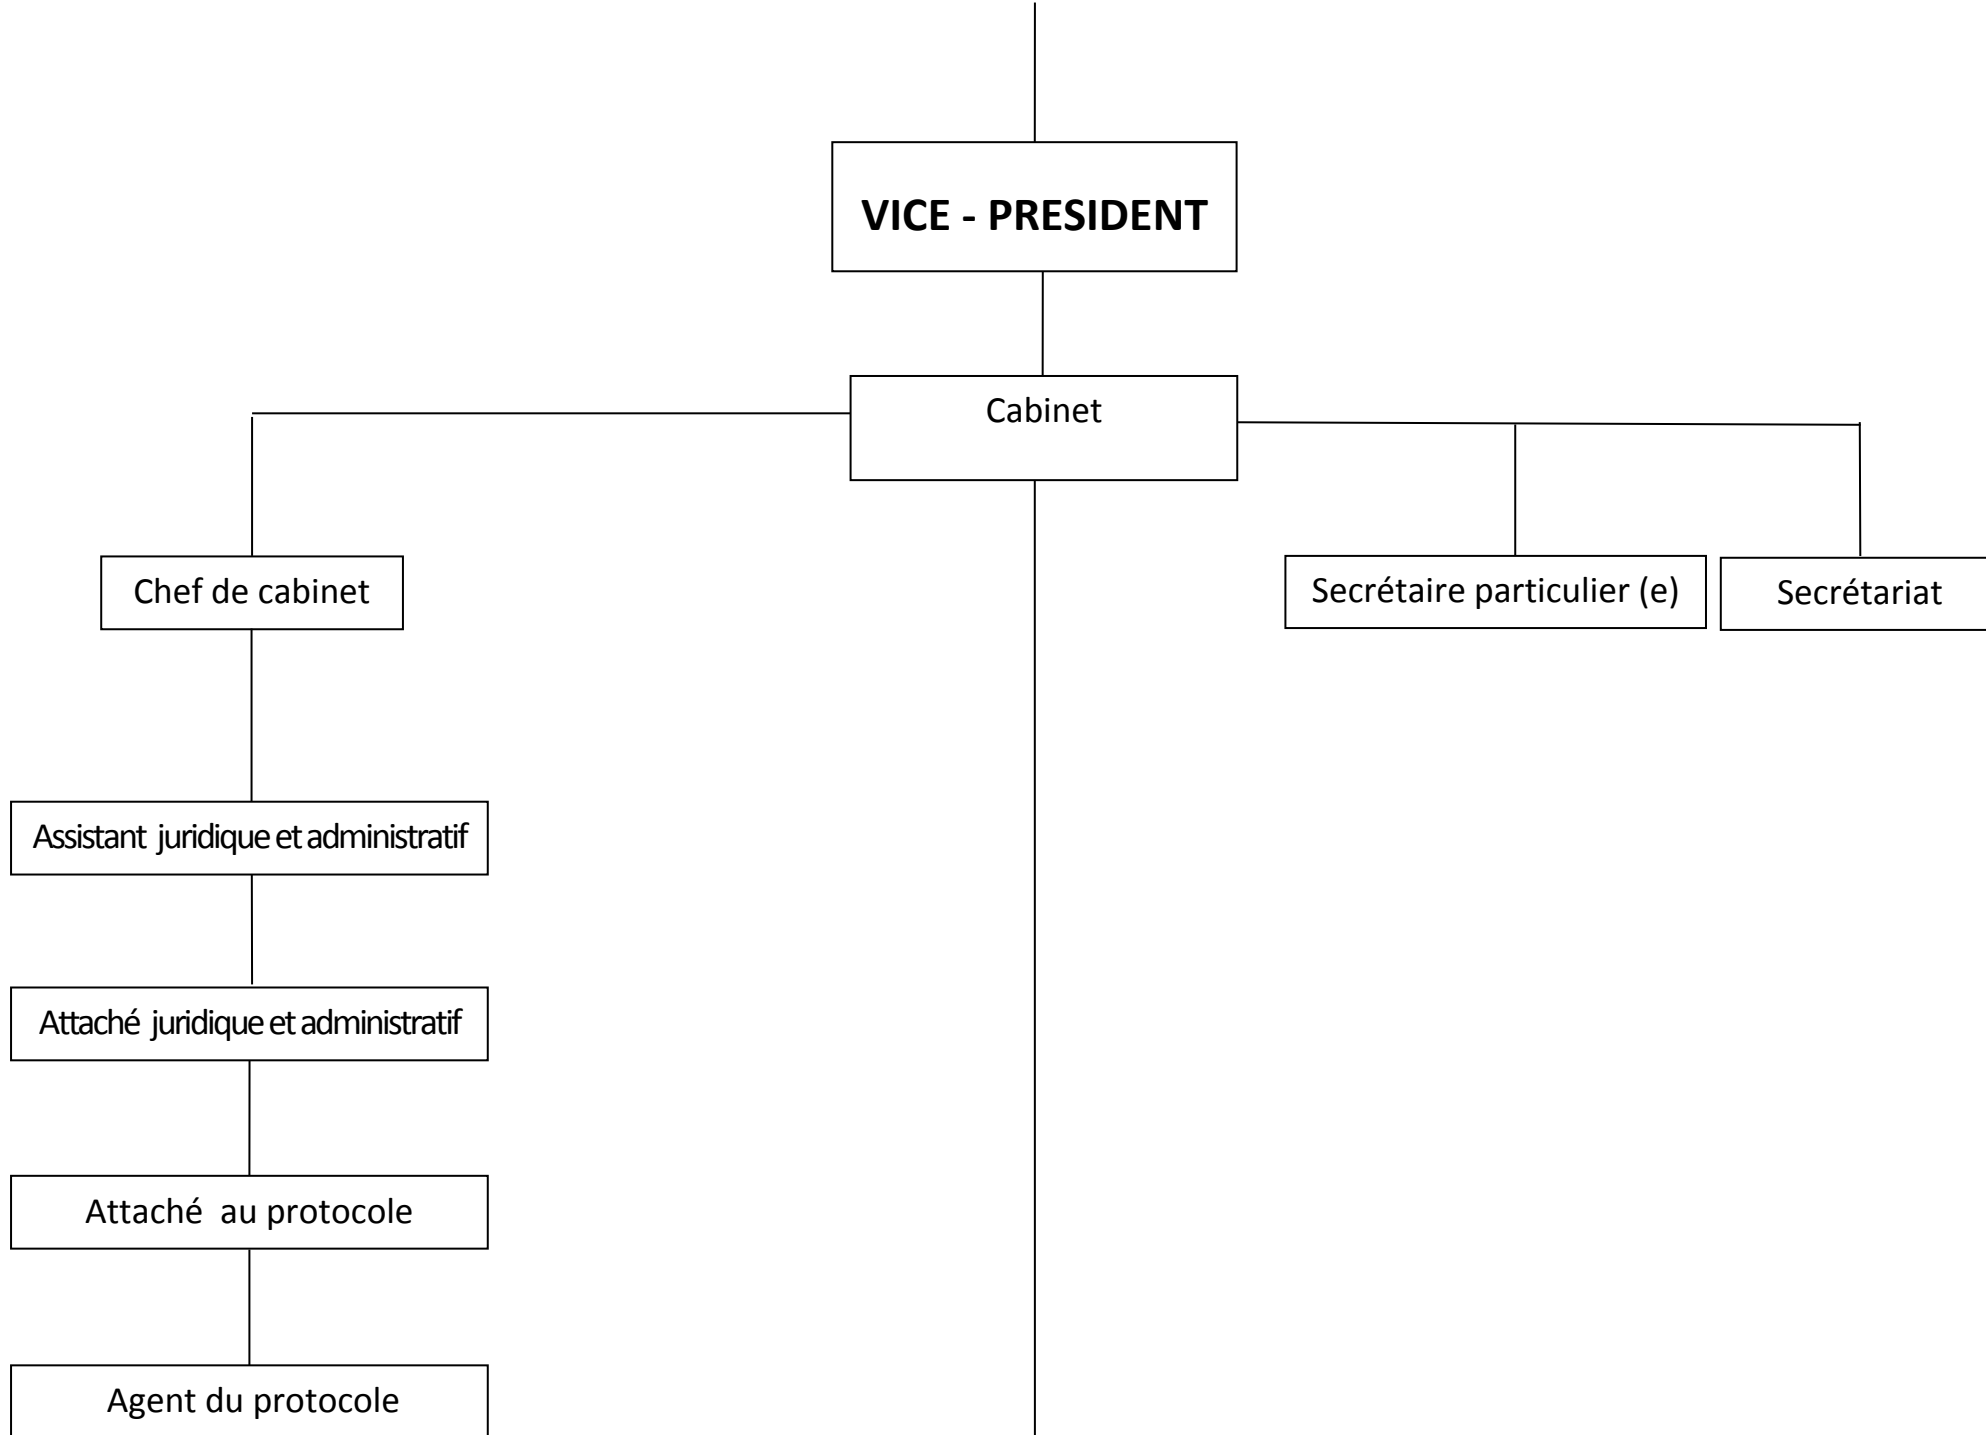 VICE - PRESIDENT
Cabinet
Chef de cabinet
Secrétaire particulier (e)
Secrétariat
Assistant juridique et administratif
Attaché juridique et administratif
Attaché au protocole
Agent du protocole